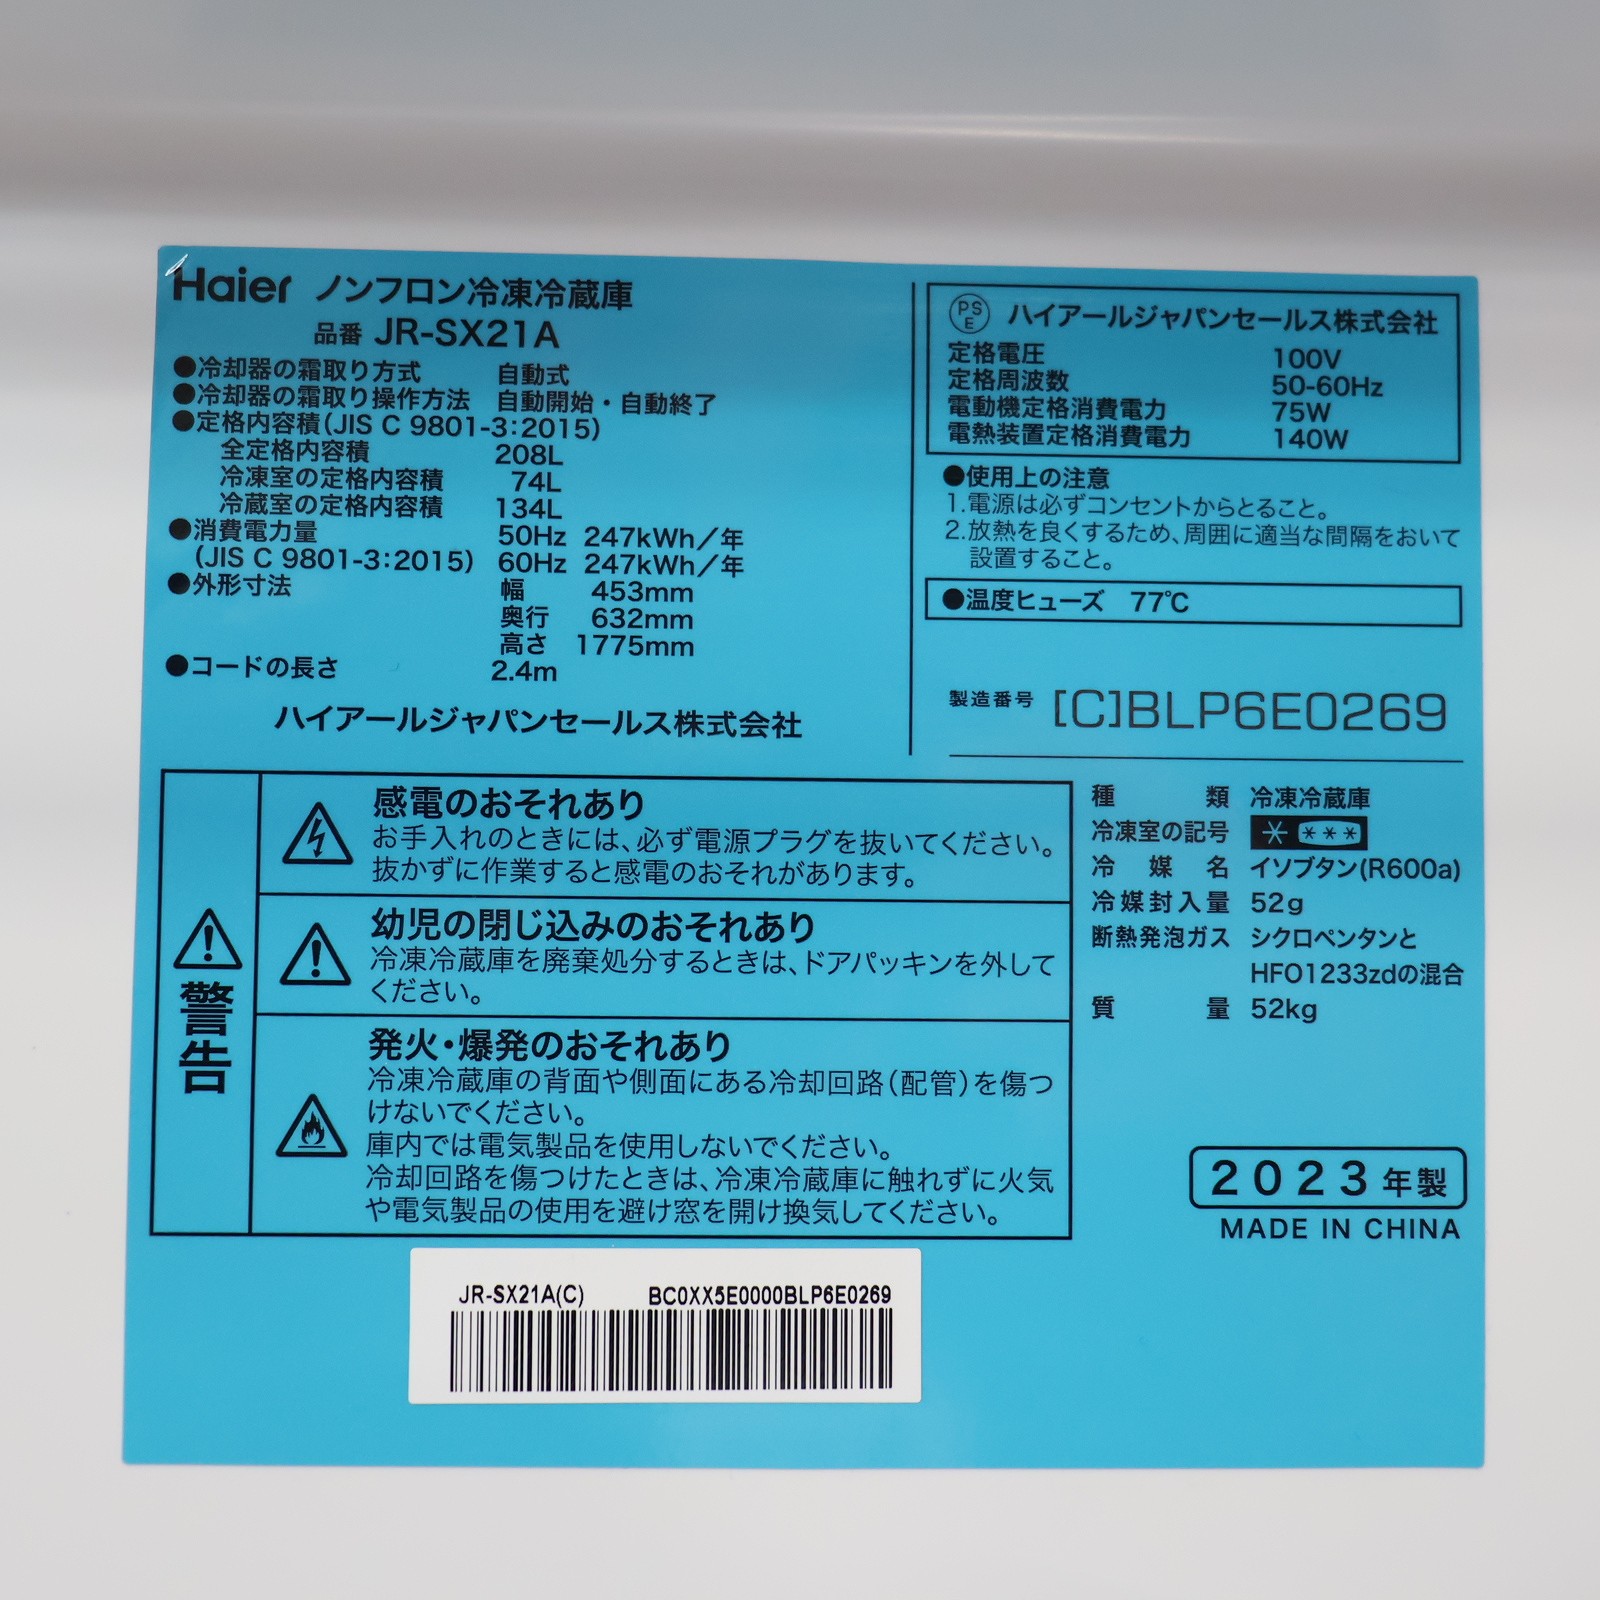 Haier ノンフロン冷凍冷蔵庫
品番 JR-SX21A
●冷却器の霜取り方式 自動式
●冷却器の霜取り操作方法 自動開始・自動終了
●定格内容積(JIS C 9801-3:2015)
全定格内容積 208L
冷凍室の定格内容積 74L
冷蔵室の定格内容積 134L
●消費電力量 50Hz 247kWh／年
(JIS C 9801-3:2015) 60Hz 247kWh／年
●外形寸法 幅 453mm
奥行 632mm
高さ 1775mm
●コードの長さ 2.4m
ハイアールジャパンセールス株式会社
PS E ハイアールジャパンセールス株式会社
定格電圧 100V
定格周波数 50-60Hz
電動機定格消費電力 75W
電熱装置定格消費電力 140W
●使用上の注意
1.電源は必ずコンセントからとること。
2.放熱を良くするため、周囲に適当な間隔をおいて
設置すること。
●温度ヒューズ 77℃
製造番号 [C]BLP6E0269
警告
感電のおそれあり
お手入れのときには、必ず電源プラグを抜いてください。
抜かずに作業すると感電のおそれがあります。
幼児の閉じ込みのおそれあり
冷凍冷蔵庫を廃棄処分するときは、ドアパッキンを外して
ください。
発火・爆発のおそれあり
冷凍冷蔵庫の背面や側面にある冷却回路(配管)を傷つ
けないでください。
庫内では電気製品を使用しないでください。
冷却回路を傷つけたときは、冷凍冷蔵庫に触れずに火気
や電気製品の使用を避け窓を開け換気してください。
種類 冷凍冷蔵庫
冷凍室の記号 * ***
冷媒名 イソブタン(R600a)
冷媒封入量 52g
断熱発泡ガス シクロペンタンと
HFO1233zdの混合
質量 52kg
2023年製
MADE IN CHINA
JR-SX21A(C) BC0XX5E0000BLP6E0269